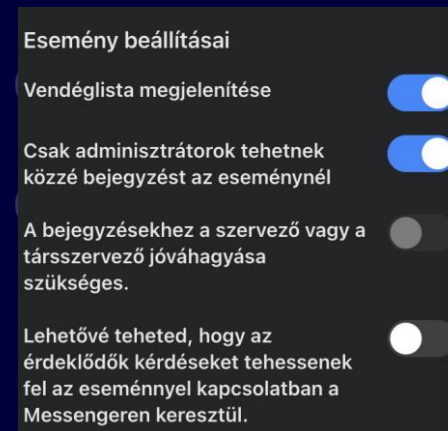 Esemény beállításai
Vendéglista megjelenítése
Csak adminisztrátorok tehetnek
közzé bejegyzést az eseménynél
A bejegyzésekhez a szervező vagy a
társszervező jóváhagyása
szükséges.
Lehetővé teheted, hogy az
érdeklődők kérdéseket tehessenek
fel az eseménnyel kapcsolatban a
Messengeren keresztül.